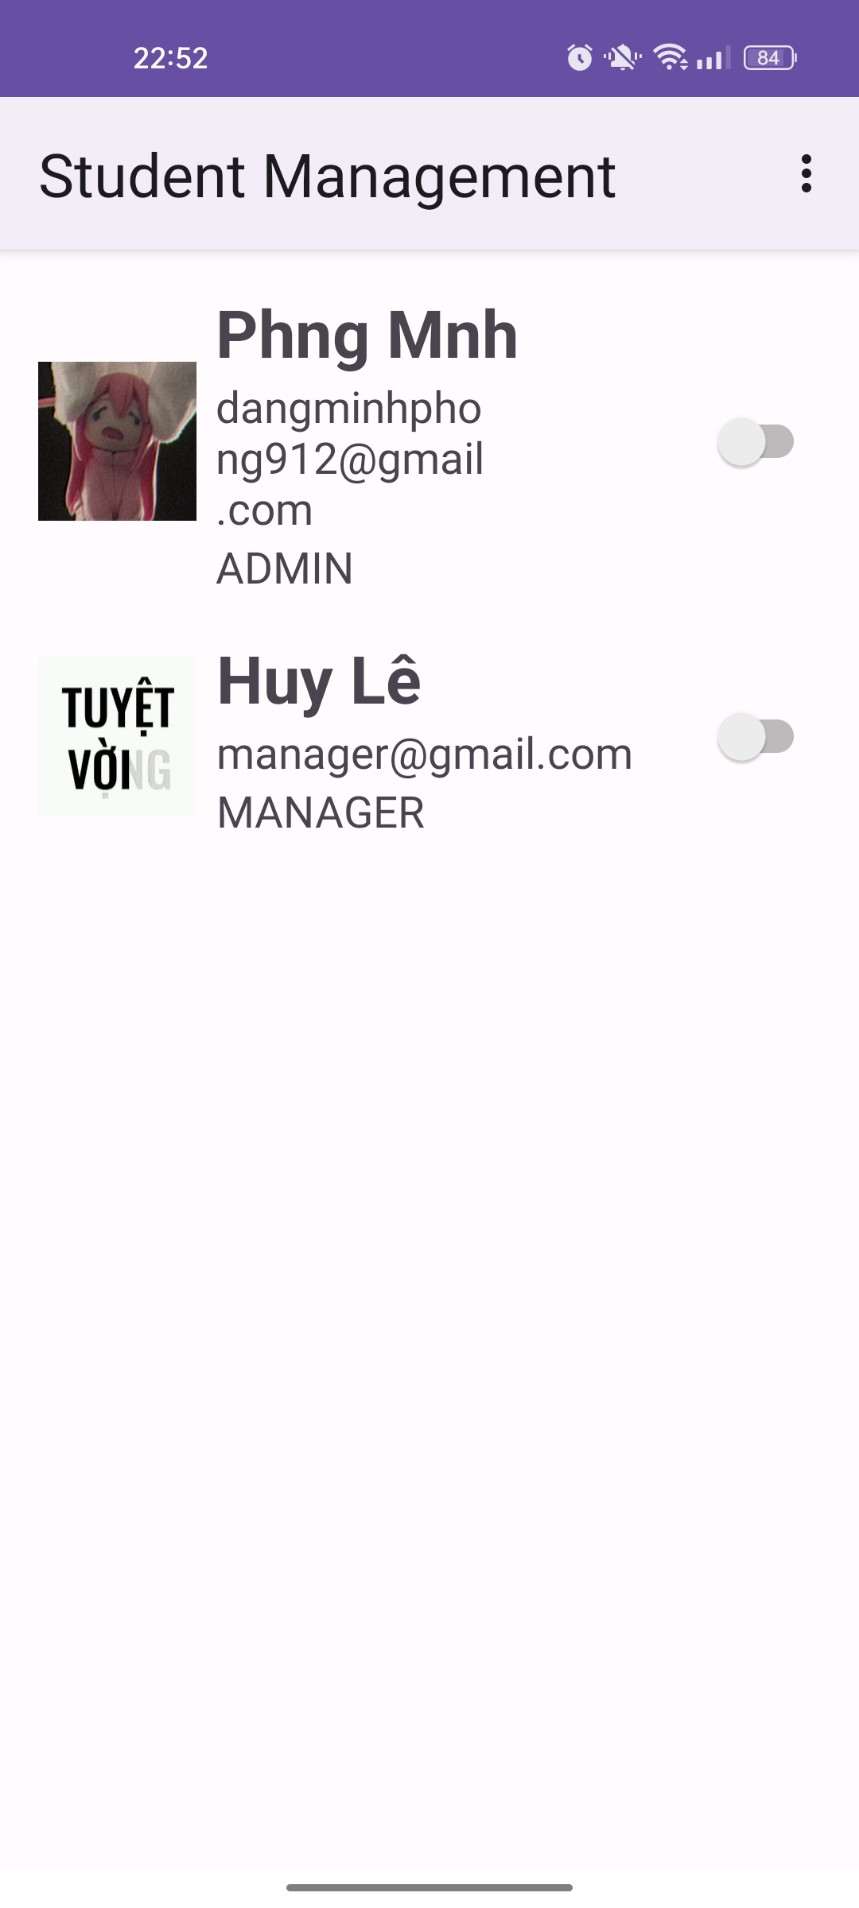 22:52
84
Student Management
Phng Mnh
dangminhpho
ng912@gmail
.com
ADMIN
TUYỆT
VỜING
Huy Lê
manager@gmail.com
MANAGER